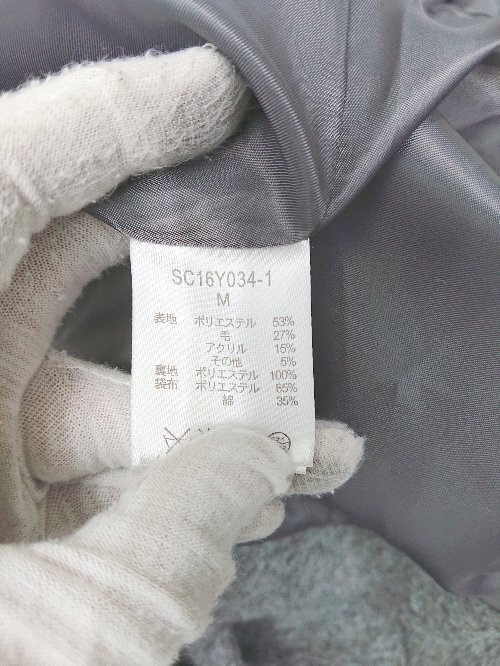 SC16Y034-1
M
表地 ポリエステル 53%
毛 27%
アクリル 15%
その他 5%
裏地 ポリエステル 100%
袋布 ポリエステル 65%
綿 35%